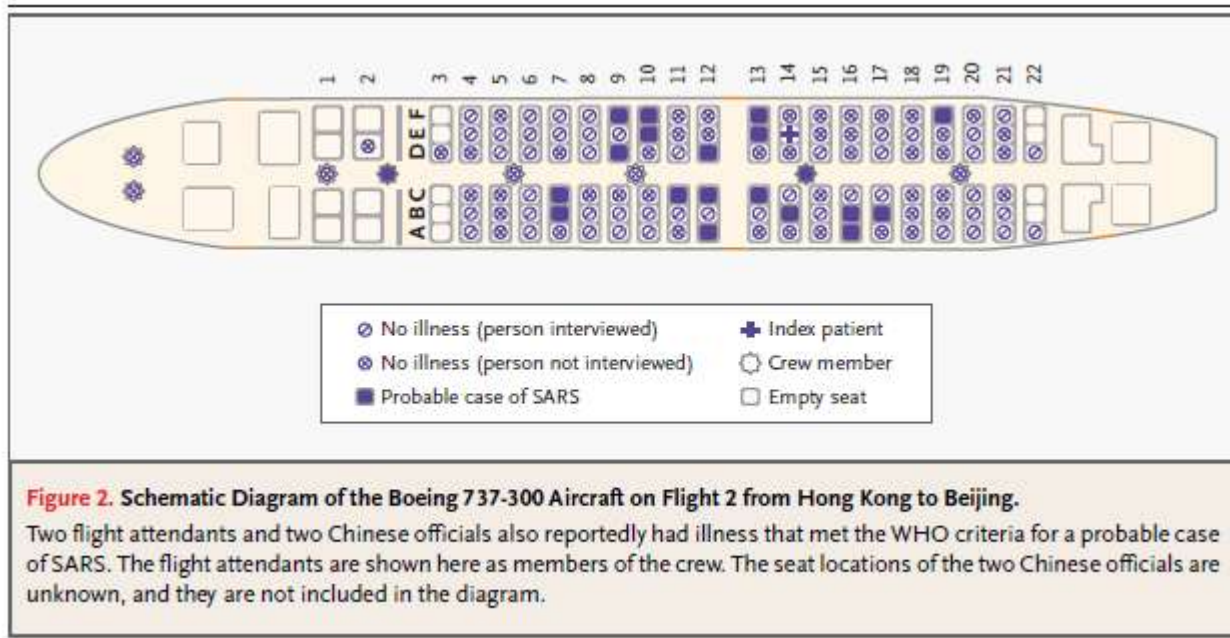 1 2 3 4 5 6 7 8 9 10 11 12 13 14 15 16 17 18 19 20 21 22
D E F
A B C
No illness (person interviewed)
No illness (person not interviewed)
Probable case of SARS
Index patient
Crew member
Empty seat
Figure 2. Schematic Diagram of the Boeing 737-300 Aircraft on Flight 2 from Hong Kong to Beijing.
Two flight attendants and two Chinese officials also reportedly had illness that met the WHO criteria for a probable case
of SARS. The flight attendants are shown here as members of the crew. The seat locations of the two Chinese officials are
unknown, and they are not included in the diagram.